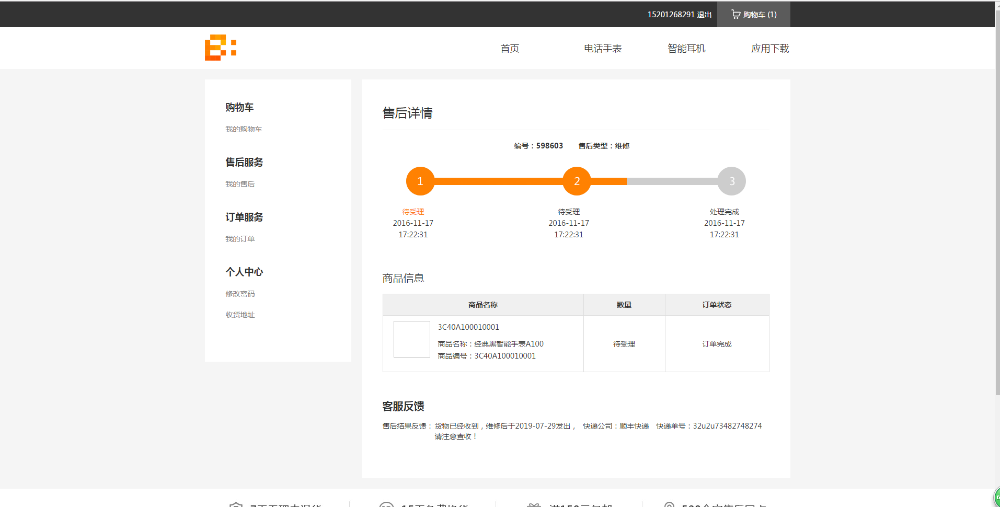 15201268291 退出
购物车 (1)
首页
电话手表
智能耳机
应用下载
购物车
我的购物车
售后服务
我的售后
订单服务
我的订单
个人中心
修改密码
收货地址
售后详情
编号：598603 售后类型：维修
1
2
3
待受理
2016-11-17
17:22:31
待受理
2016-11-17
17:22:31
处理完成
2016-11-17
17:22:31
商品信息
商品名称 数量 订单状态
3C40A100010001
商品名称：经典黑智能手表A100
商品编号：3C40A100010001
待受理
订单完成
客服反馈
售后结果反馈： 货物已经收到，维修后于2019-07-29发出， 快递公司：顺丰快递 快递单号：32u2u73482748274
请注意查收！